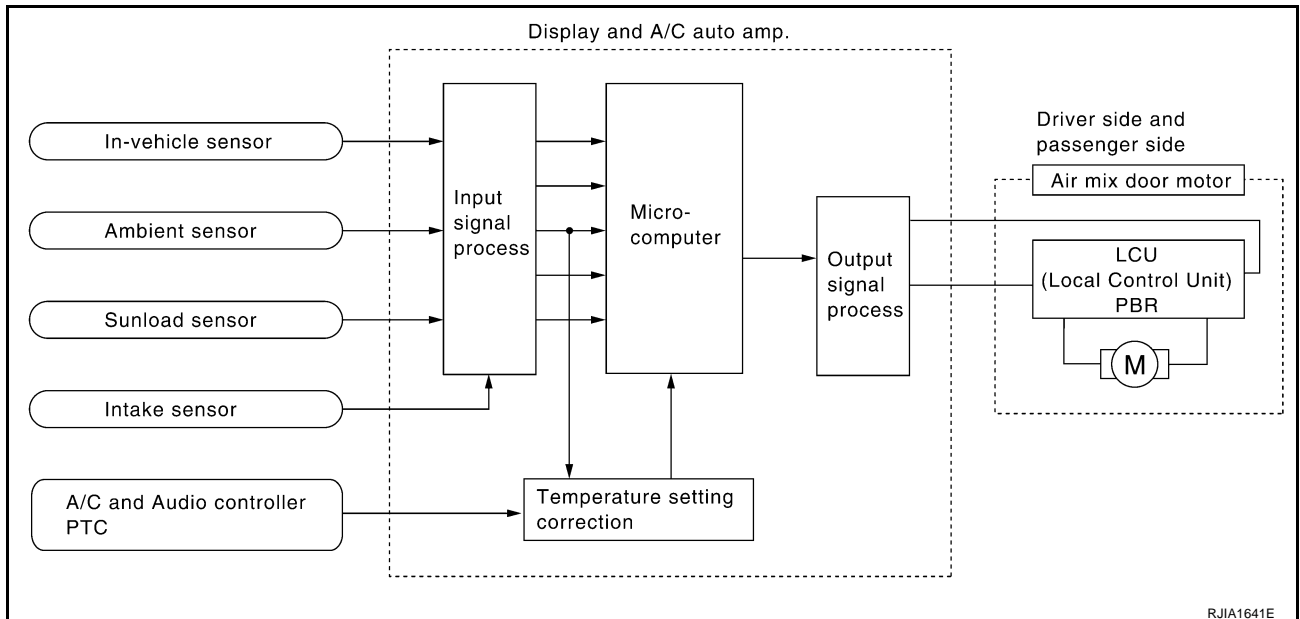 Display and A/C auto amp.
In-vehicle sensor
Ambient sensor
Sunload sensor
Intake sensor
A/C and Audio controller
PTC
Input
signal
process
Micro-
computer
Temperature setting
correction
Output
signal
process
Driver side and
passenger side
Air mix door motor
LCU
(Local Control Unit)
PBR
M
RJIA1641E